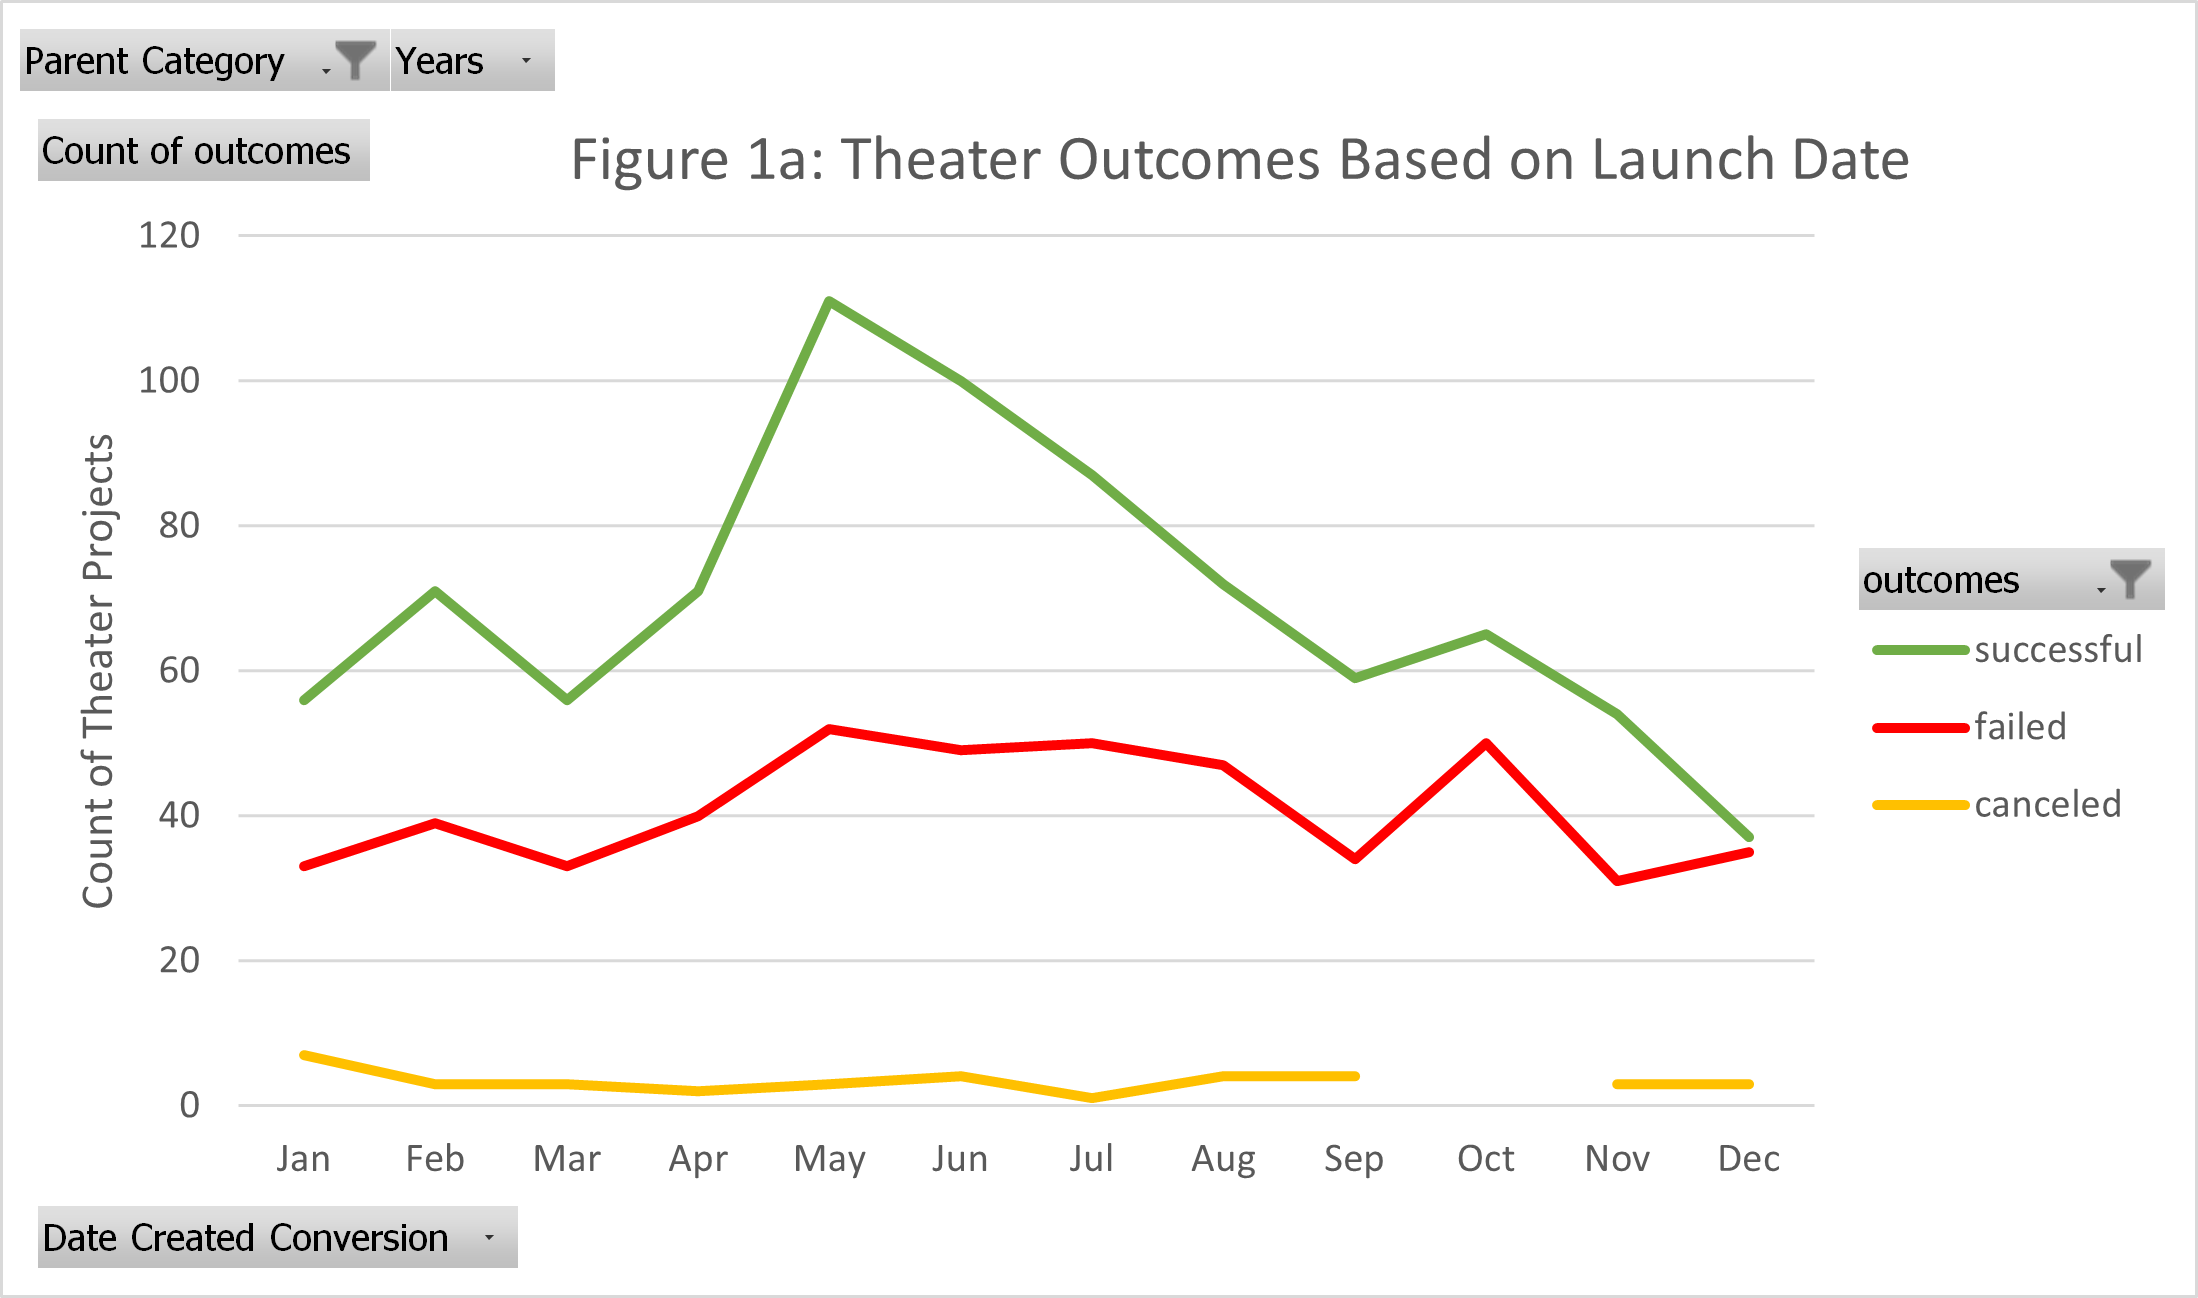 Parent Category Years
Count of outcomes
Figure 1a: Theater Outcomes Based on Launch Date
Count of Theater Projects
120
100
80
60
40
20
0
Jan Feb Mar Apr May Jun Jul Aug Sep Oct Nov Dec
outcomes
successful
failed
canceled
Date Created Conversion